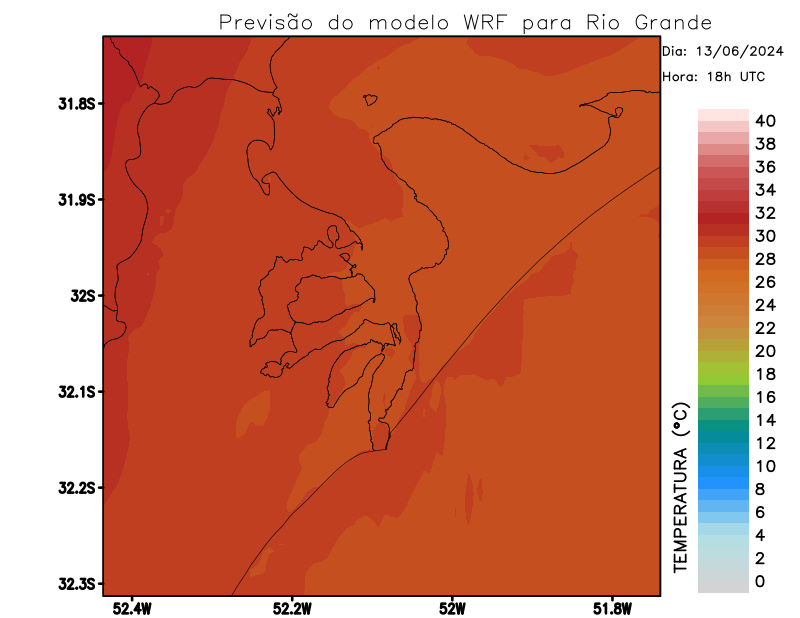 Previsão do modelo WRF para Rio Grande
Dia: 13/06/2024
Hora: 18h UTC
31.8S
31.9S
32S
32.1S
32.2S
32.3S
52.4W
52.2W
52W
51.8W
40
38
36
34
32
30
28
26
24
22
20
18
16
14
12
10
8
6
4
2
0
TEMPERATURA (°C)